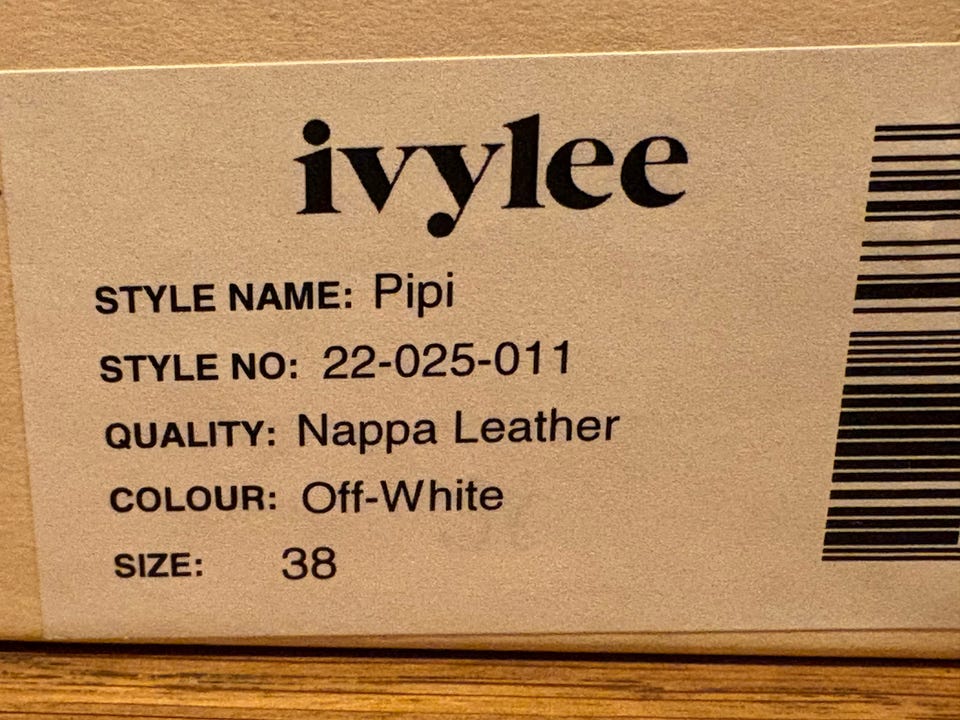 ivylee
STYLE NAME: Pipi
STYLE NO: 22-025-011
QUALITY: Nappa Leather
COLOUR: Off-White
SIZE: 38